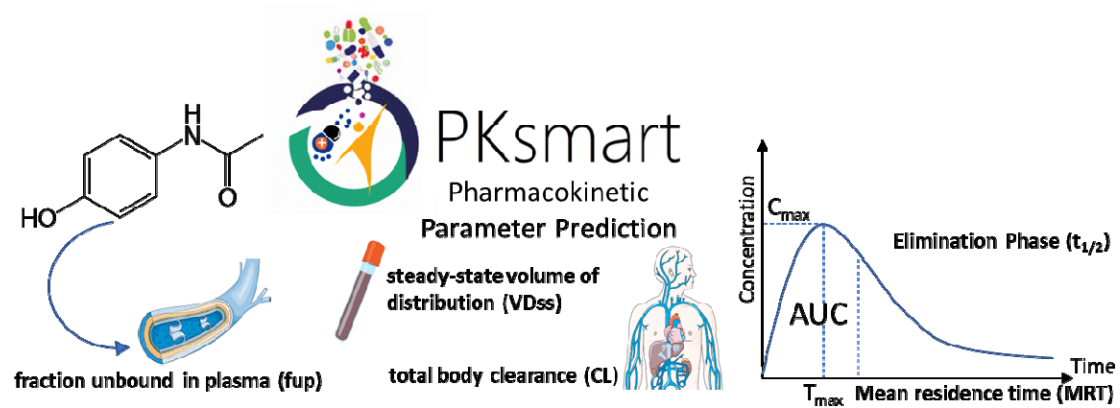 H
N
O
HO
PKsmart
Pharmacokinetic
Parameter Prediction
steady-state volume of
distribution (VDss)
fraction unbound in plasma (fup)
total body clearance (CL)
Concentration
Cmax
Elimination Phase (t1/2)
AUC
Time
Tmax
Mean residence time (MRT)